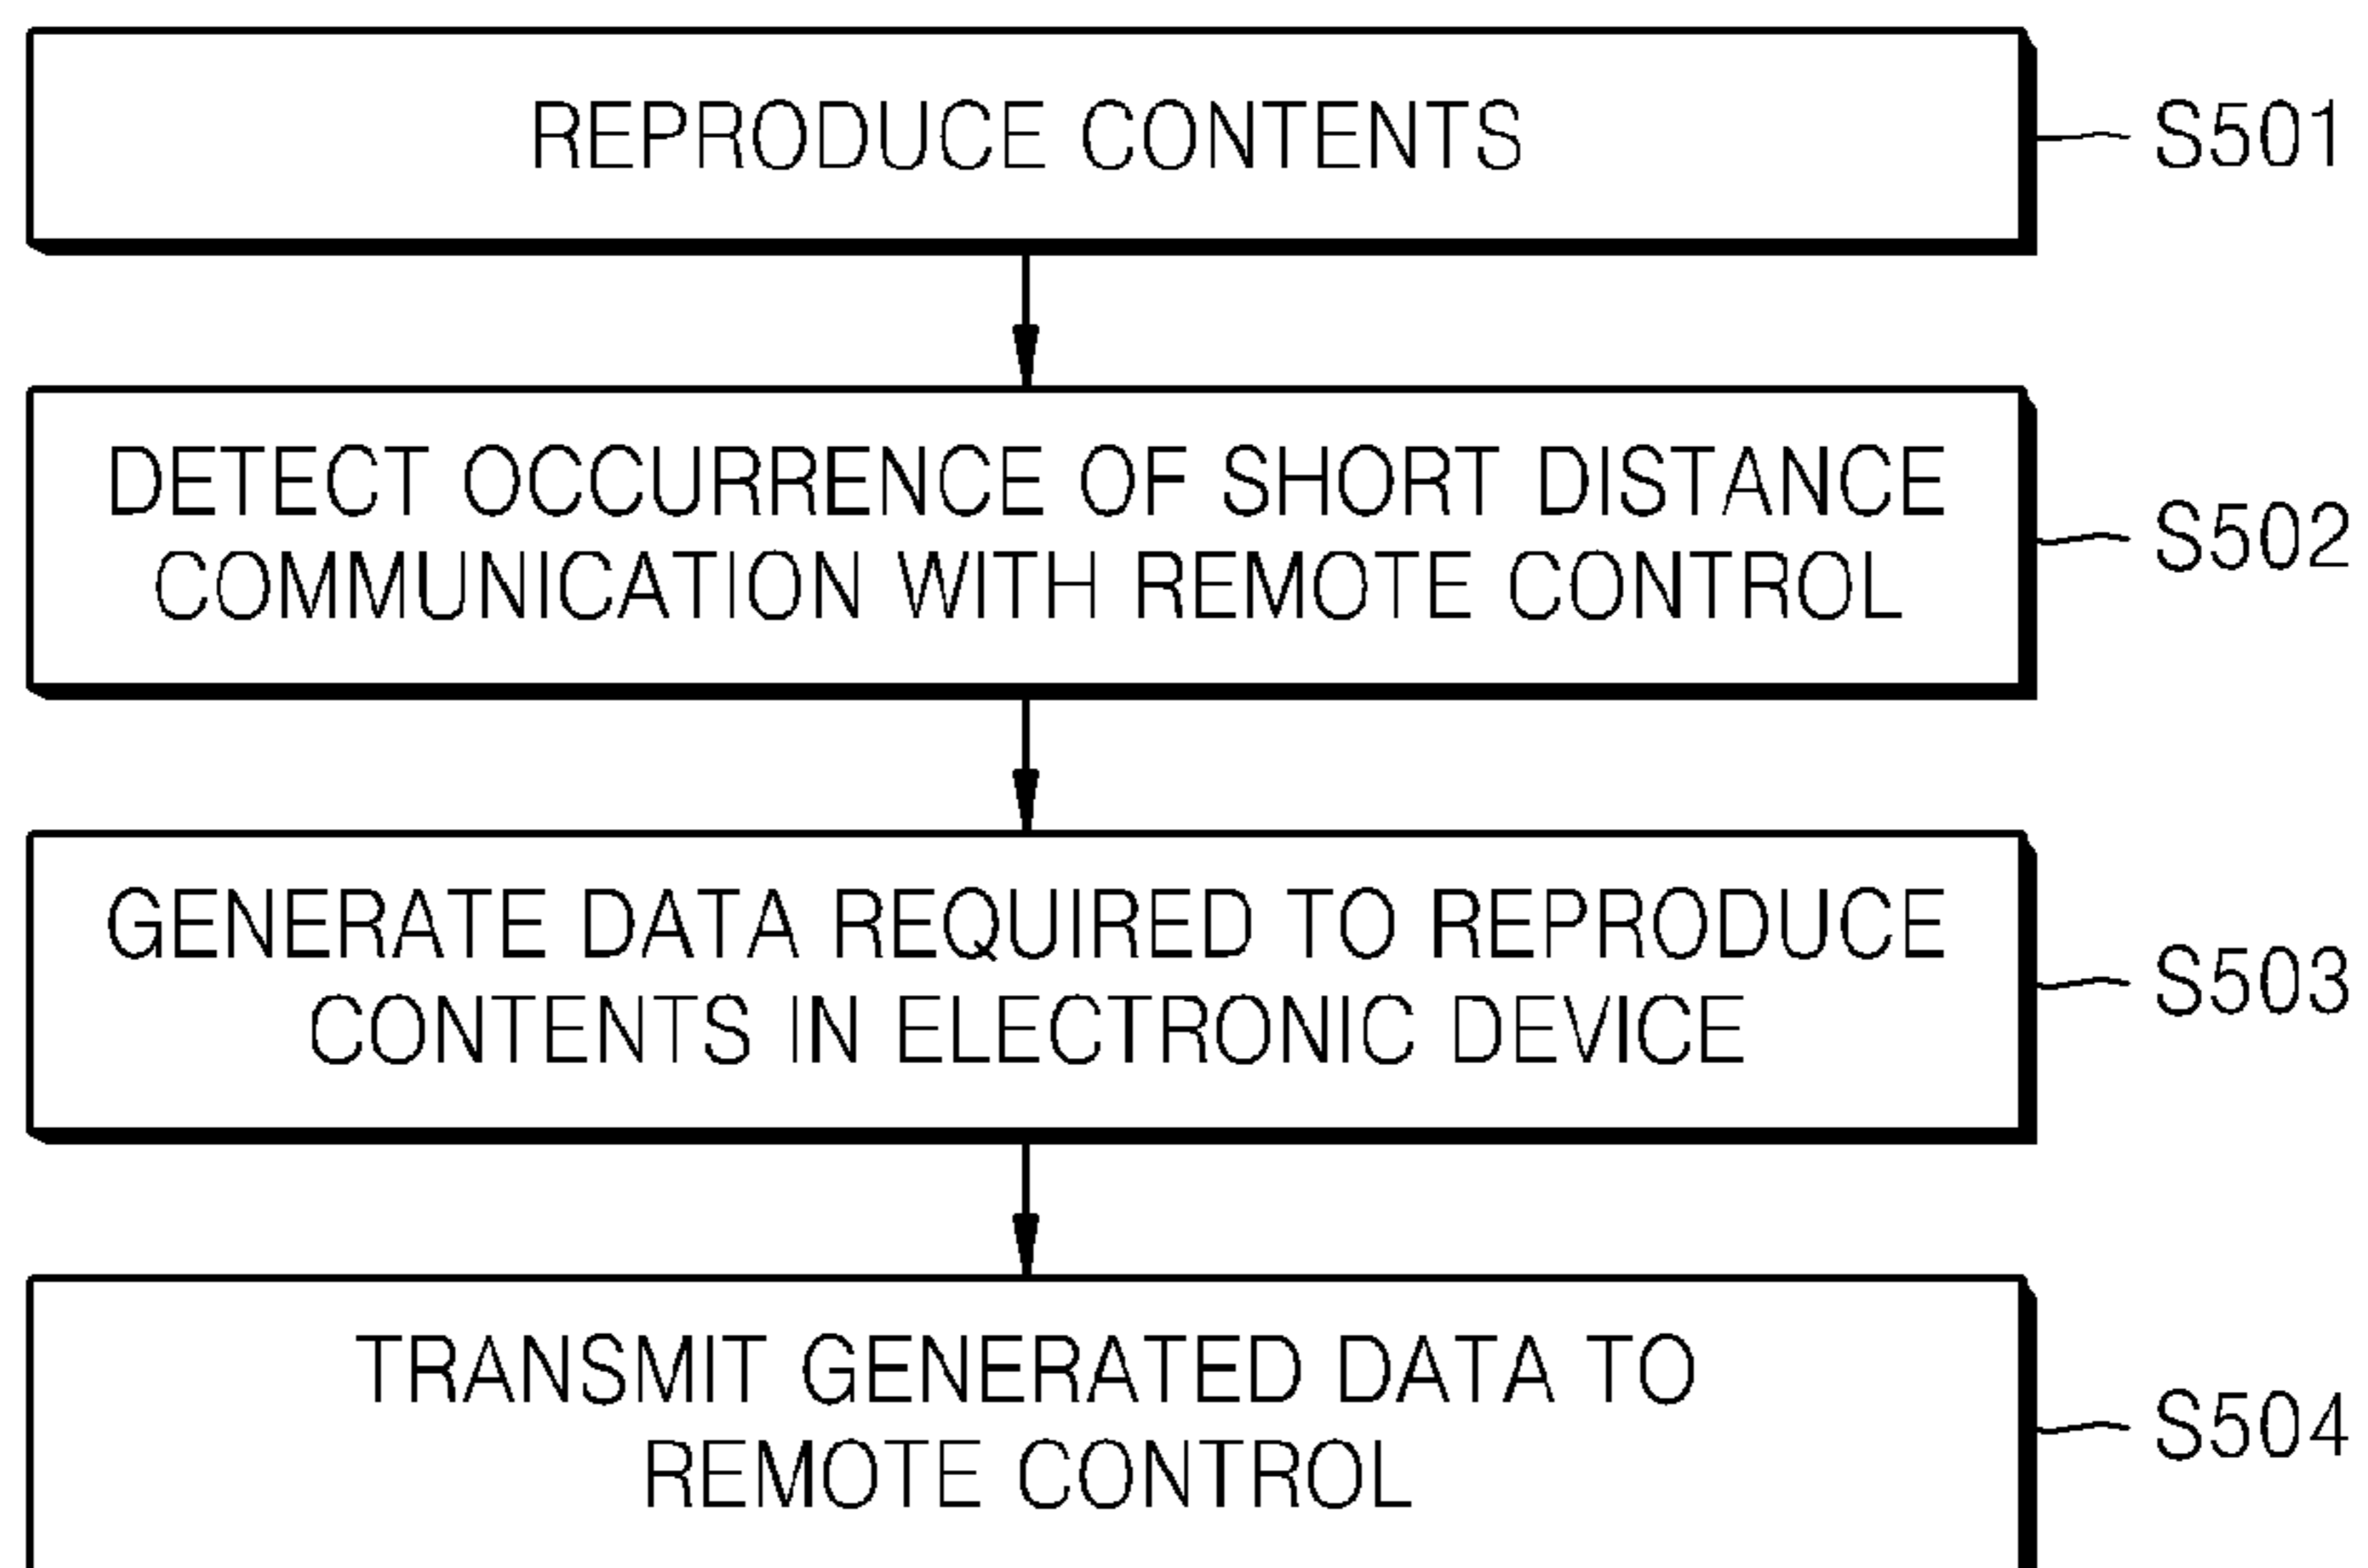 REPRODUCE CONTENTS
S501
DETECT OCCURRENCE OF SHORT DISTANCE
COMMUNICATION WITH REMOTE CONTROL
S502
GENERATE DATA REQUIRED TO REPRODUCE
CONTENTS IN ELECTRONIC DEVICE
S503
TRANSMIT GENERATED DATA TO
REMOTE CONTROL
S504